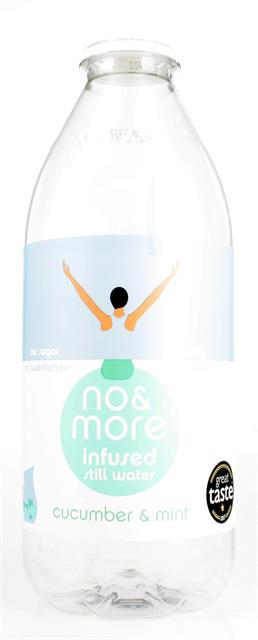 no sugar
no sweeteners
no&
more
infused
still water
cucumber & mint
great
taste